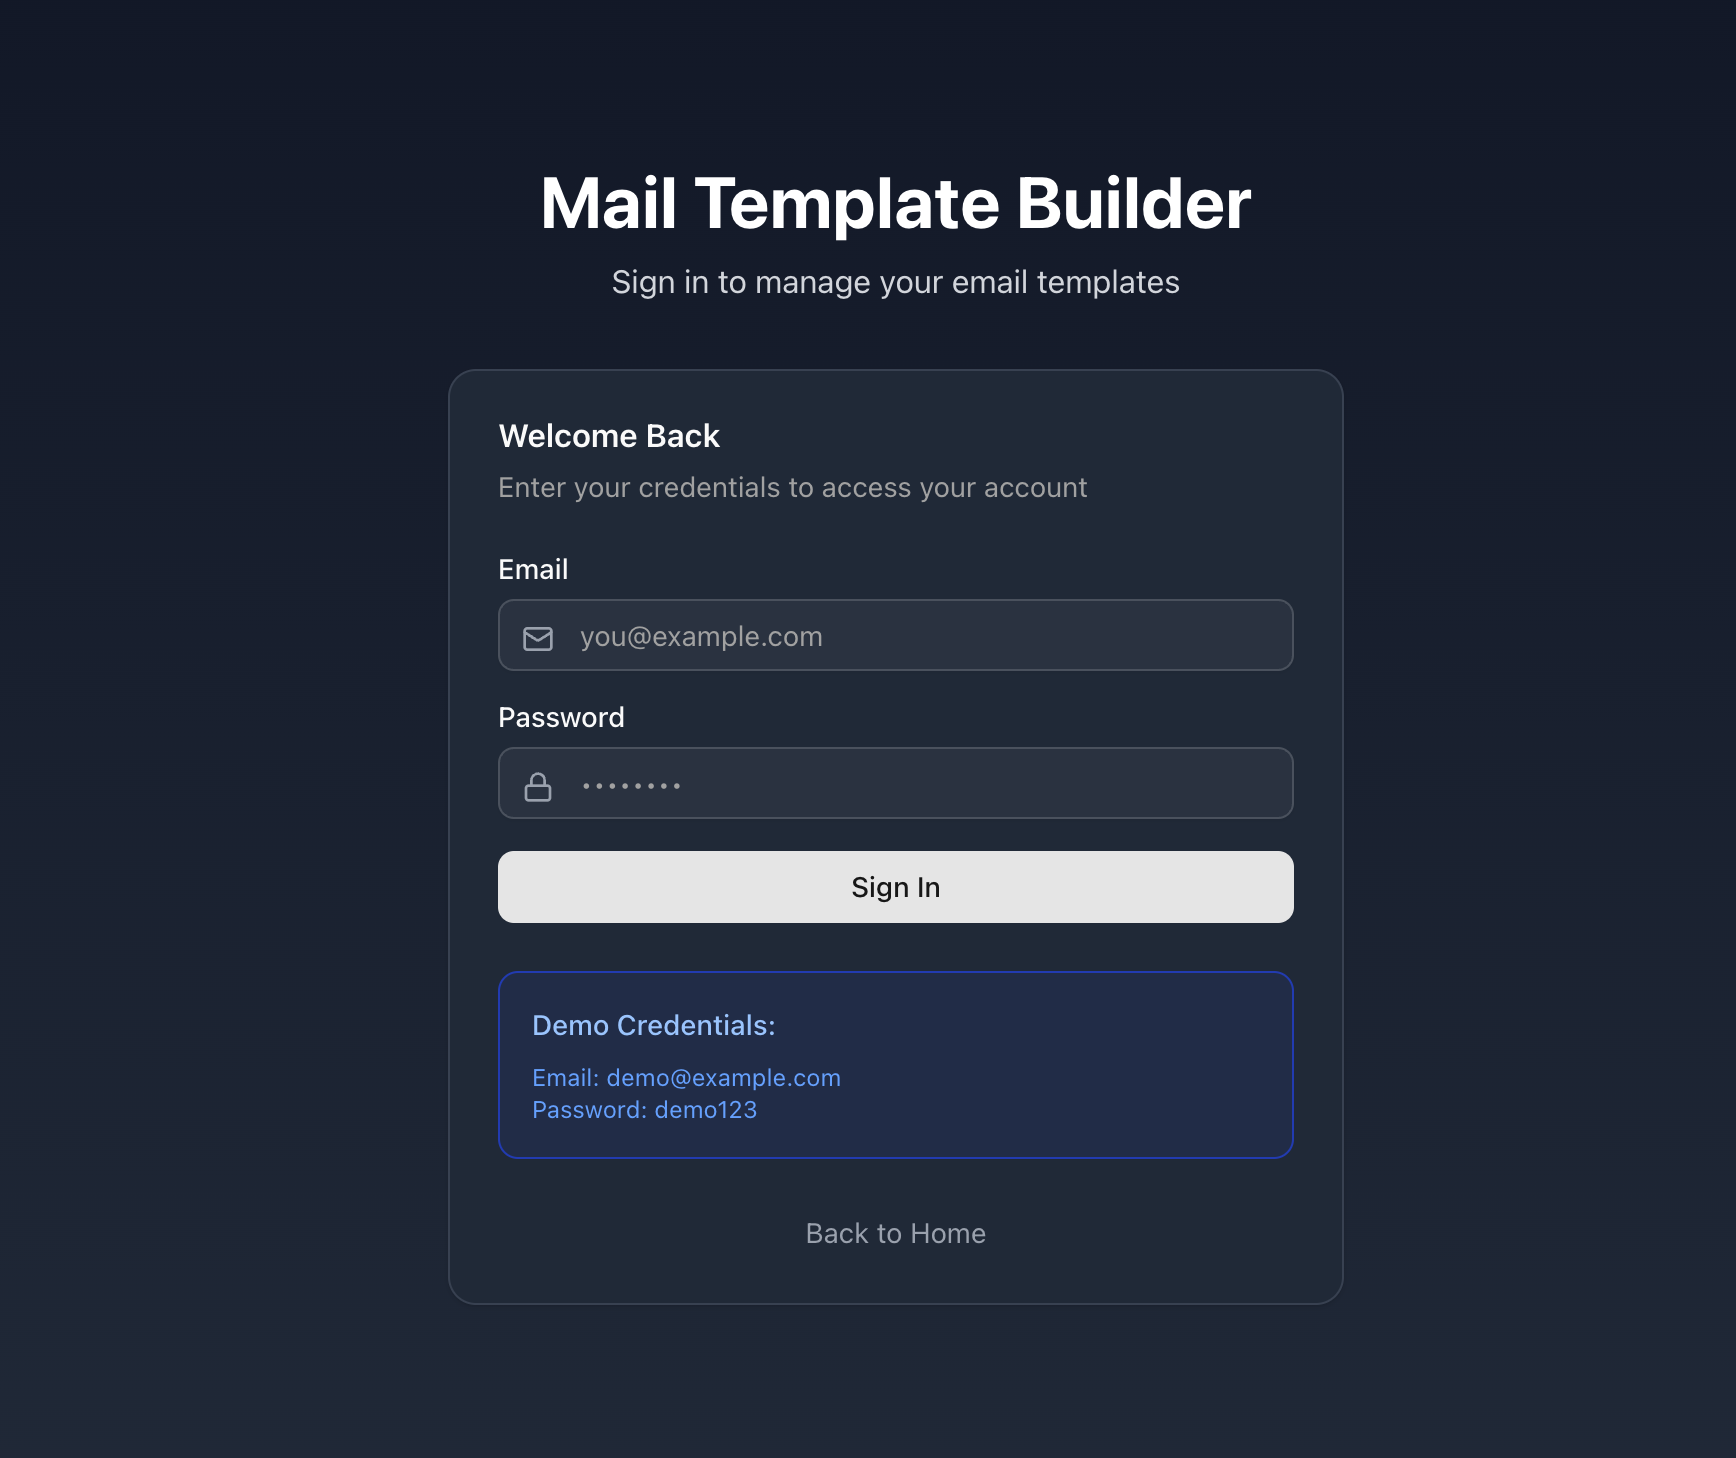 Mail Template Builder
Sign in to manage your email templates
Welcome Back
Enter your credentials to access your account
Email
you@example.com
Password
••••••••
Sign In
Demo Credentials:
Email: demo@example.com
Password: demo123
Back to Home